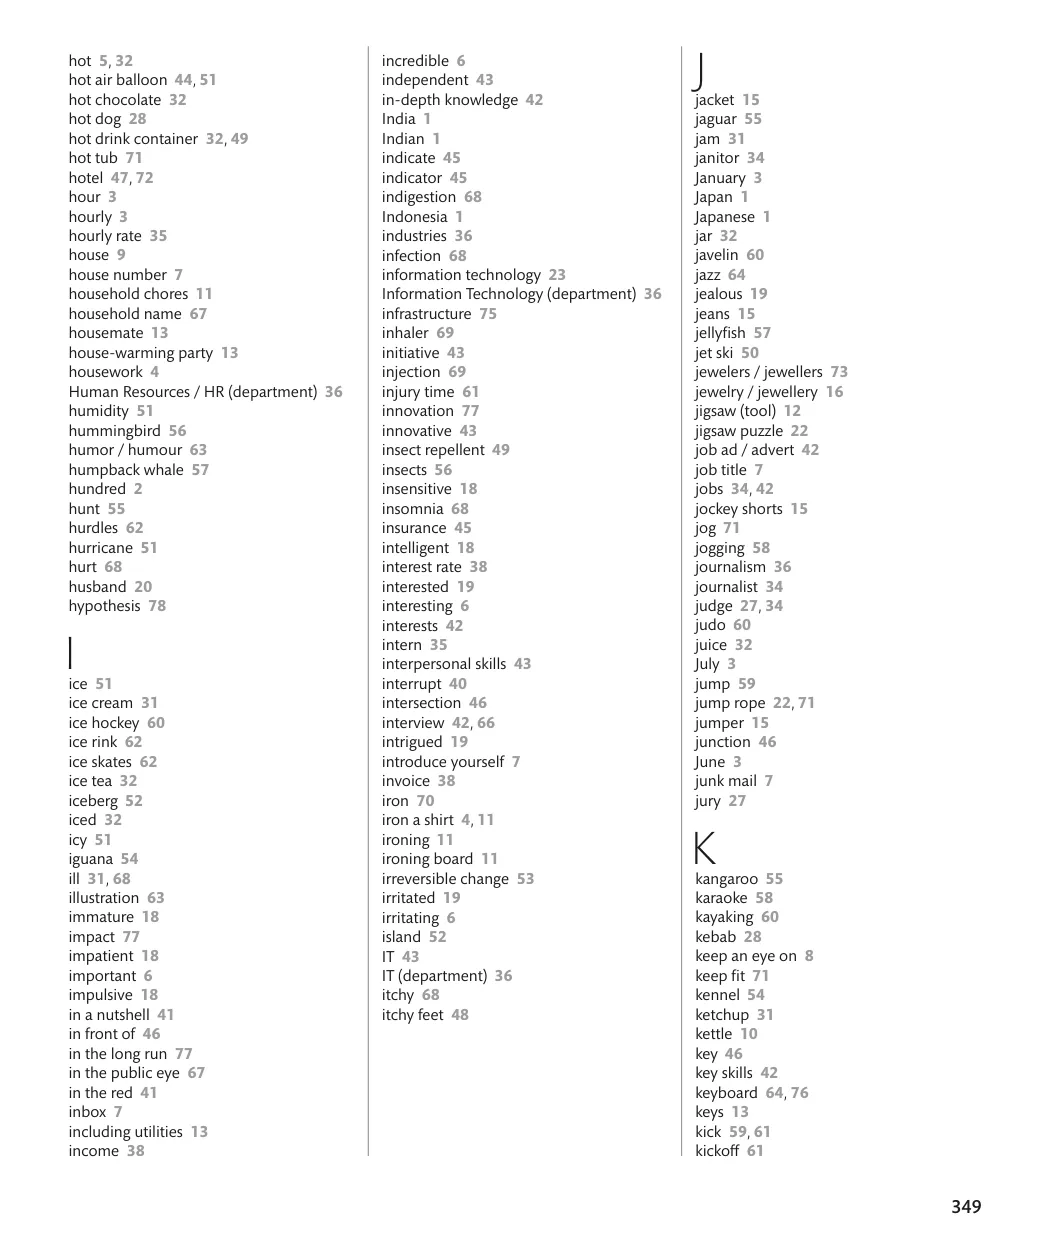 hot 5, 32
hot air balloon 44, 51
hot chocolate 32
hot dog 28
hot drink container 32, 49
hot tub 71
hotel 47, 72
hour 3
hourly 3
hourly rate 35
house 9
house number 7
household chores 11
household name 67
housemate 13
house-warming party 13
housework 4
Human Resources / HR (department) 36
humidity 51
hummingbird 56
humor / humour 63
humpback whale 57
hundred 2
hunt 55
hurdles 62
hurricane 51
hurt 68
husband 20
hypothesis 78
I
ice 51
ice cream 31
ice hockey 60
ice rink 62
ice skates 62
ice tea 32
iceberg 52
iced 32
icy 51
iguana 54
ill 31, 68
illustration 63
immature 18
impact 77
impatient 18
important 6
impulsive 18
in a nutshell 41
in front of 46
in the long run 77
in the public eye 67
in the red 41
inbox 7
including utilities 13
income 38
incredible 6
independent 43
in-depth knowledge 42
India 1
Indian 1
indicate 45
indicator 45
indigestion 68
Indonesia 1
industries 36
infection 68
information technology 23
Information Technology (department) 36
infrastructure 75
inhaler 69
initiative 43
injection 69
injury time 61
innovation 77
innovative 43
insect repellent 49
insects 56
insensitive 18
insomnia 68
insurance 45
intelligent 18
interest rate 38
interested 19
interesting 6
interests 42
intern 35
interpersonal skills 43
interrupt 40
intersection 46
interview 42, 66
intrigued 19
introduce yourself 7
invoice 38
iron 70
iron a shirt 4, 11
ironing 11
ironing board 11
irreversible change 53
irritated 19
irritating 6
island 52
IT 43
IT (department) 36
itchy 68
itchy feet 48
J
jacket 15
jaguar 55
jam 31
janitor 34
January 3
Japan 1
Japanese 1
jar 32
javelin 60
jazz 64
jealous 19
jeans 15
jellyfish 57
jet ski 50
jewelers / jewellers 73
jewelry / jewellery 16
jigsaw (tool) 12
jigsaw puzzle 22
job ad / advert 42
job title 7
jobs 34, 42
jockey shorts 15
jog 71
jogging 58
journalism 36
journalist 34
judge 27, 34
judo 60
juice 32
July 3
jump 59
jump rope 22, 71
jumper 15
junction 46
June 3
junk mail 7
jury 27
K
kangaroo 55
karaoke 58
kayaking 60
kebab 28
keep an eye on 8
keep fit 71
kennel 54
ketchup 31
kettle 10
key 46
key skills 42
keyboard 64, 76
keys 13
kick 59, 61
kickoff 61
349